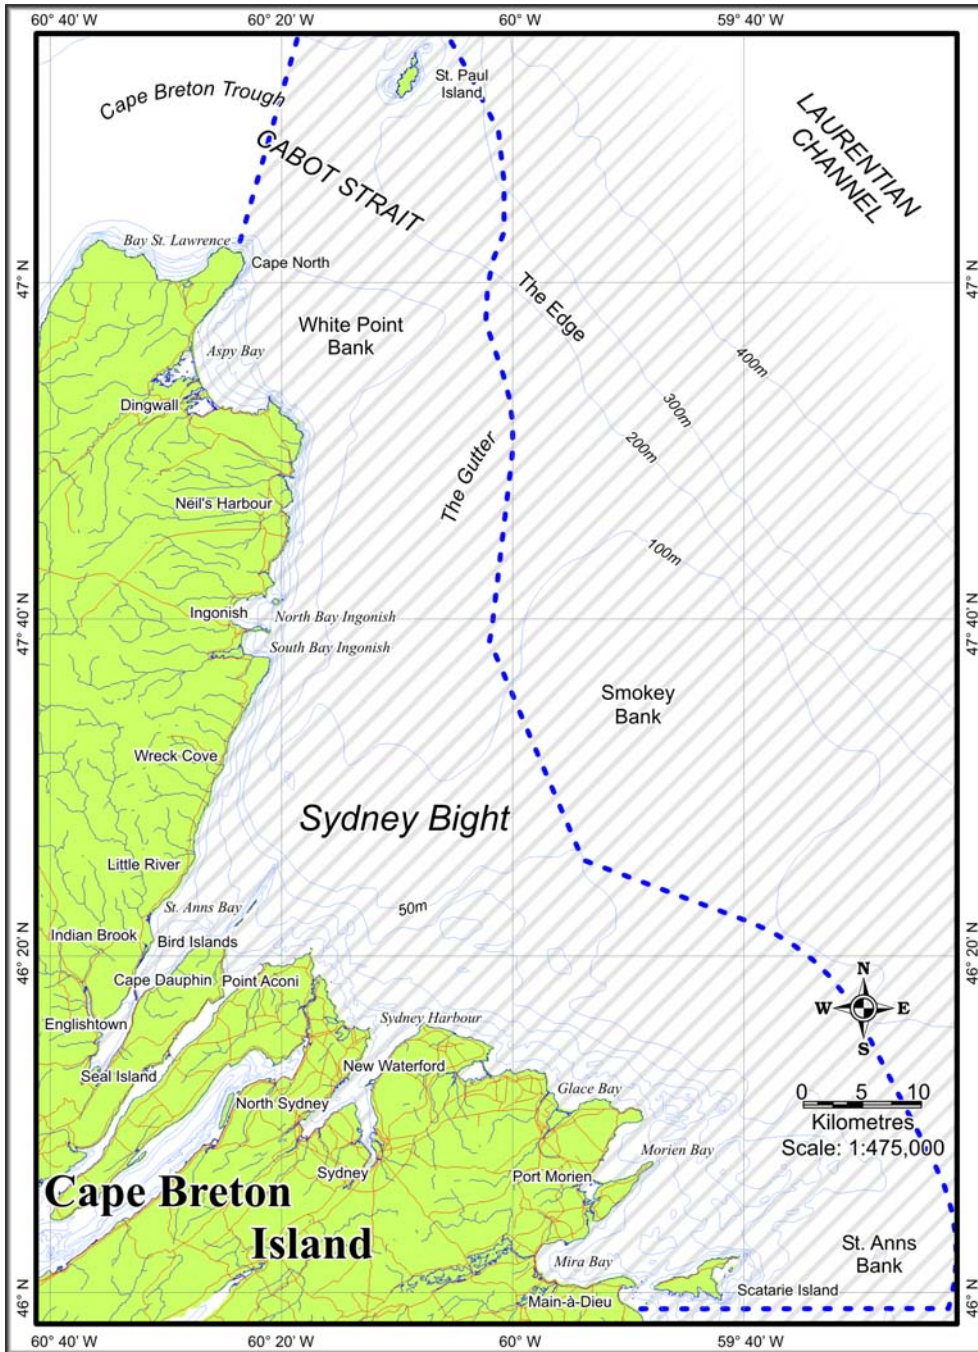 60° 40' W
60° 20' W
60° W
59° 40' W
St. Paul
Island
Cape Breton Trough
LAURENTIAN
CHANNEL
CABOT STRAIT
Bay St. Lawrence
Cape North
47° N
47° N
The Edge
White Point
Bank
Aspy Bay
400m
Dingwall
300m
200m
The Gutter
Neil's Harbour
100m
Ingonish
North Bay Ingonish
47° 40' N
47° 40' N
South Bay Ingonish
Smokey
Bank
Wreck Cove
Sydney Bight
Little River
St. Anns Bay
50m
Indian Brook
Bird Islands
46° 20' N
46° 20' N
Cape Dauphin
Point Aconi
N
W
E
S
Englishtown
Sydney Harbour
Seal Island
New Waterford
Glace Bay
0
5
10
Kilometres
Scale: 1:475,000
North Sydney
Morien Bay
Sydney
Port Morien
Cape Breton
Island
St. Anns
Bank
Mira Bay
Scatarie Island
Main-à-Dieu
46° N
46° N
60° 40' W
60° 20' W
60° W
59° 40' W